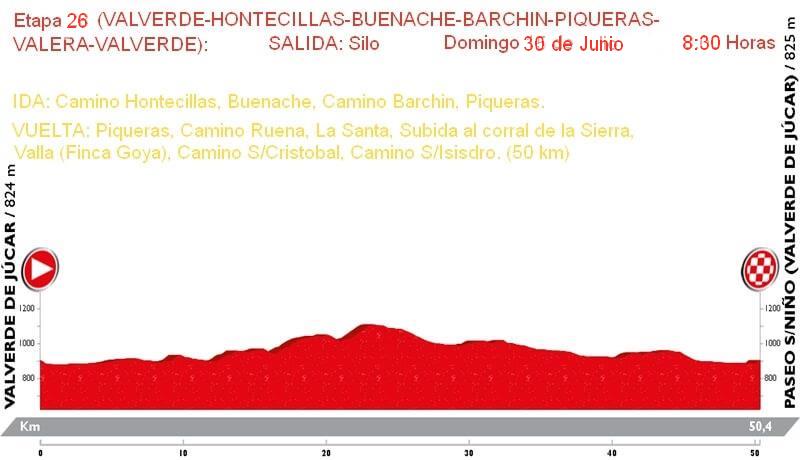 Etapa 26 (VALVERDE-HONTECILLAS-BUENACHE-BARCHIN-PIQUERAS-
VALERA-VALVERDE): SALIDA: Silo Domingo 30 de Junio 8:30 Horas
IDA: Camino Hontecillas, Buenache, Camino Barchin, Piqueras.
VUELTA: Piqueras, Camino Ruena, La Santa, Subida al corral de la Sierra,
Valla (Finca Goya), Camino S/Cristobal, Camino S/Isisdro. (50 km)
VALVERDE DE JÚCAR / 824 m
PASEO S/NIÑO (VALVERDE DE JÚCAR) / 825 m
1200 1200
1000 1000
800 800
Km 50,4
0 10 20 30 40 50